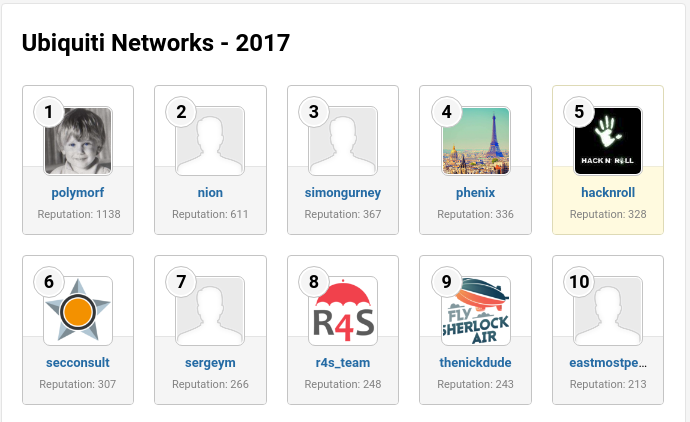 Ubiquiti Networks - 2017
1
2
3
4
5
HACK N' ROLL
polymorf
nion
simongurney
phenix
hacknroll
Reputation: 1138
Reputation: 611
Reputation: 367
Reputation: 336
Reputation: 328
6
7
8
9
10
R4S
FLY
SHERLOCK
AIR
secconsult
sergeym
r4s_team
thenickdude
eastmostpe...
Reputation: 307
Reputation: 266
Reputation: 248
Reputation: 243
Reputation: 213